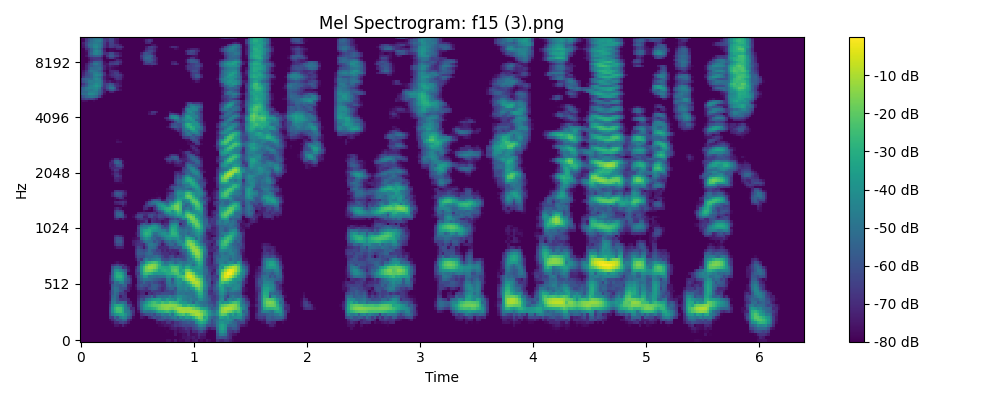 Mel Spectrogram: f15 (3).png
8192
4096
2048
1024
512
0
Hz
0 1 2 3 4 5 6
Time
-10 dB
-20 dB
-30 dB
-40 dB
-50 dB
-60 dB
-70 dB
-80 dB